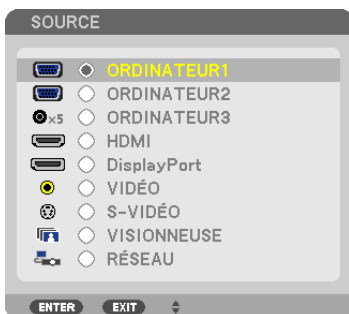 SOURCE
ORDINATEUR1
ORDINATEUR2
×5 ORDINATEUR3
HDMI
DisplayPort
VIDÉO
S-VIDÉO
VISIONNEUSE
RÉSEAU
ENTER EXIT